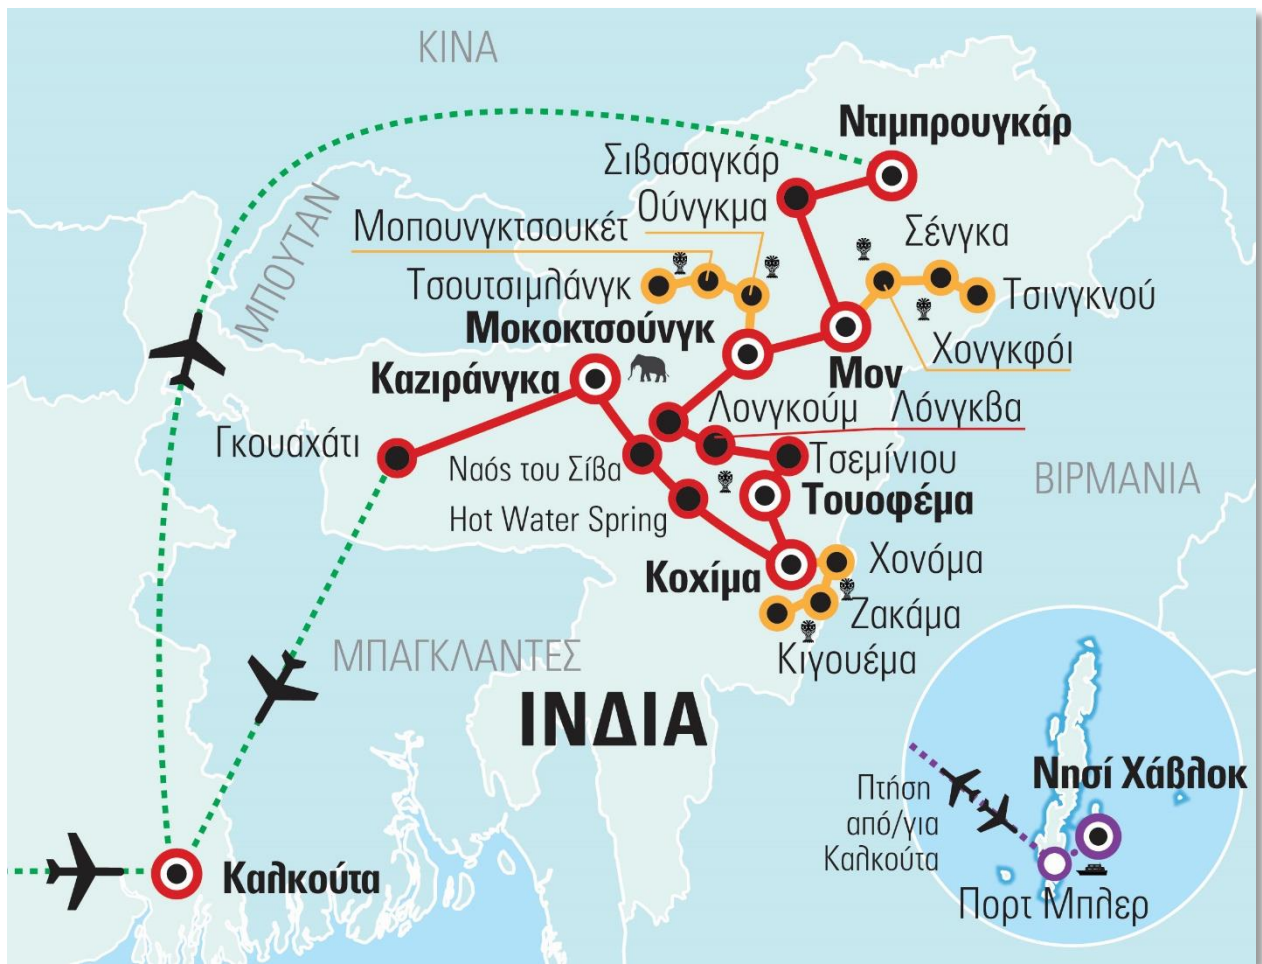 ΚΙΝΑ
Ντιμπρουγκάρ
Σιβασαγκάρ
Ούνγκμα
ΜΠΟΥΤΑΝ
Μοπουνγκτσουκέτ
Σένγκα
Τσουτσιμλάνγκ
Τσινγκνού
Μοκοκτσούνγκ
Χονγκφόι
Καζιράνγκα
Μον
Λονγκούμ
Λόνγκβα
Γκουαχάτι
Ναός του Σίβα
Τσεμίνιου
ΒΙΡΜΑΝΙΑ
Τουοφέμα
Hot Water Spring
Χονόμα
Κοχίμα
Ζακάμα
ΜΠΑΓΚΛΑΝΤΕΣ
Κιγουέμα
ΙΝΔΙΑ
Νησί Χάβλοκ
Πτήση
από/για
Καλκούτα
Καλκούτα
Πορτ Μπλερ